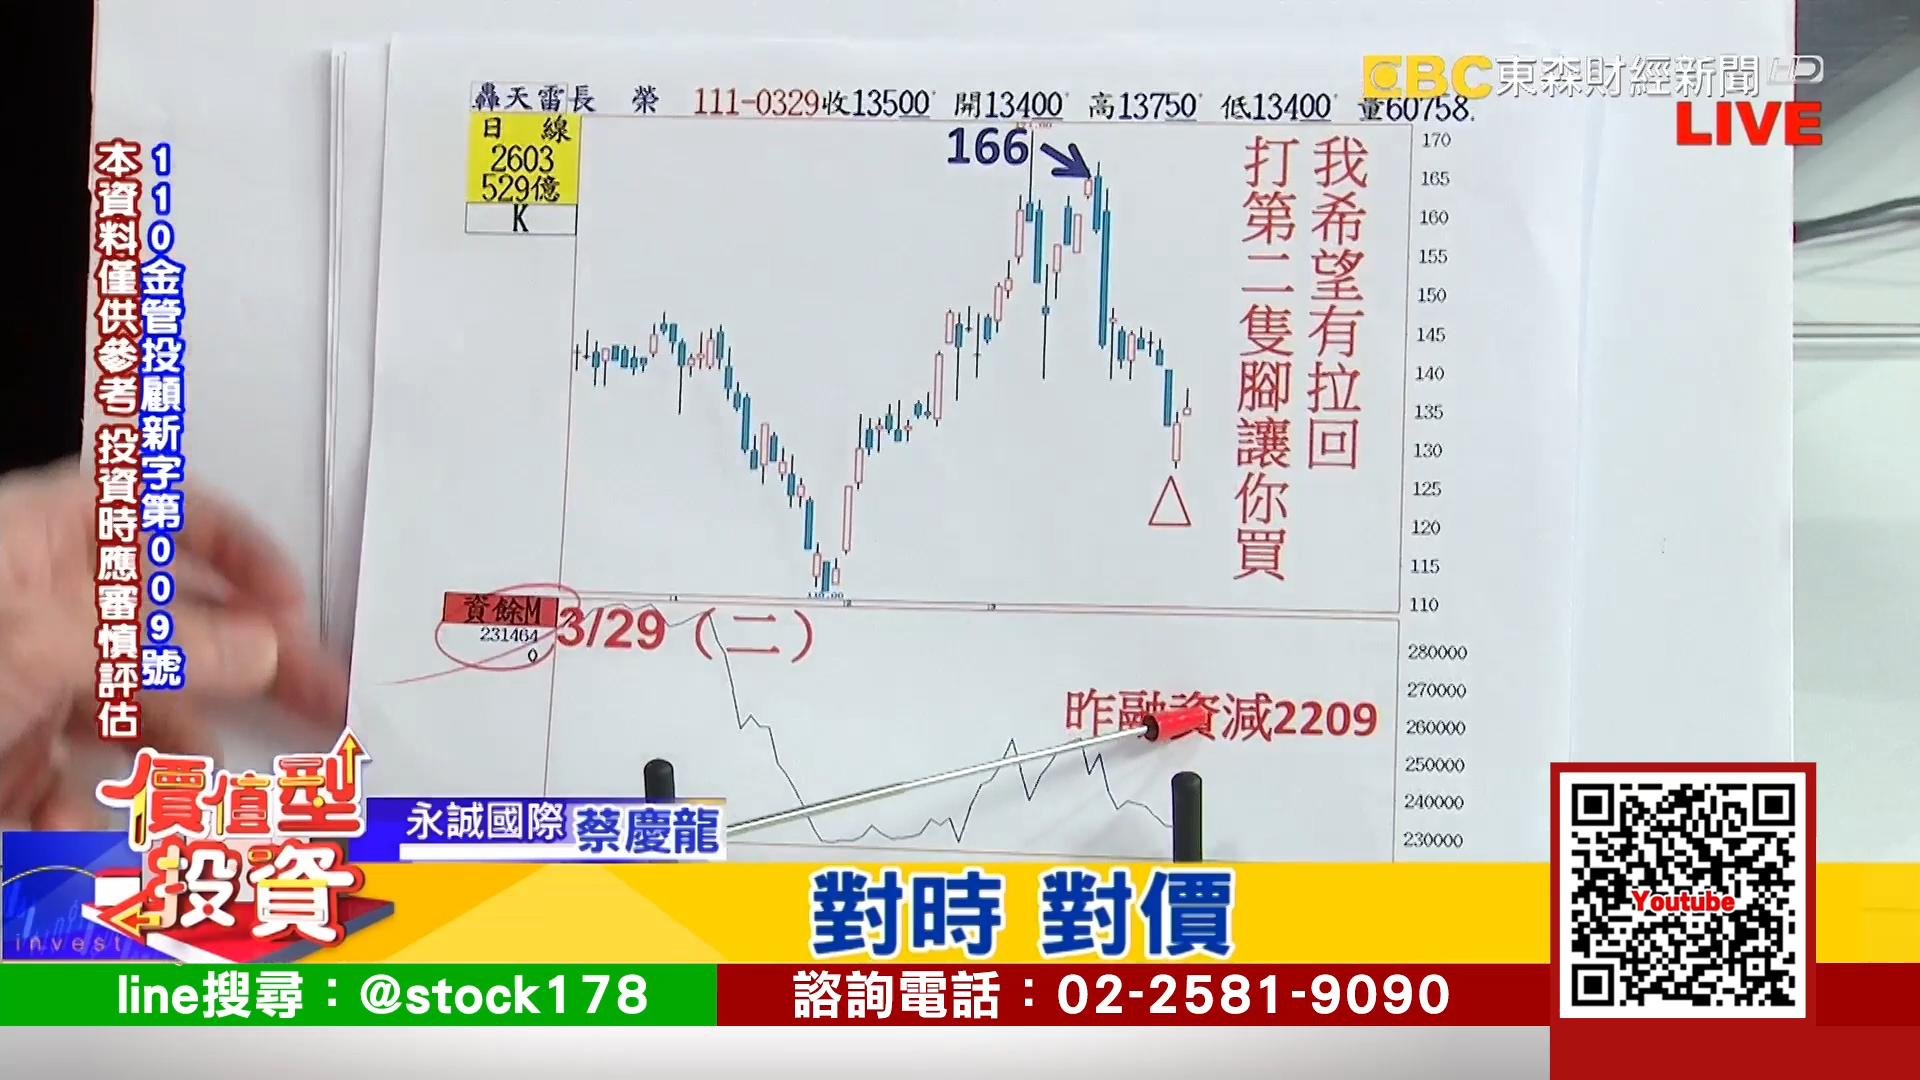 EBC東森財經新聞HD
LIVE
轟天雷長 榮 111-0329收13500 開13400 高13750 低13400 量60758.
日 線
2603
529億
K
166
我希望有拉回
打第二隻腳讓你買
170
165
160
155
150
145
140
135
130
125
120
115
110
資餘M
231464
0
3/29（二）
昨融資減2209
280000
270000
260000
250000
240000
230000
110金管投顧新字第009號
本資料僅供參考 投資時應審慎評估
價值型
投資
invest
永誠國際 蔡慶龍
對時 對價
Youtube
line搜尋：@stock178
諮詢電話：02-2581-9090